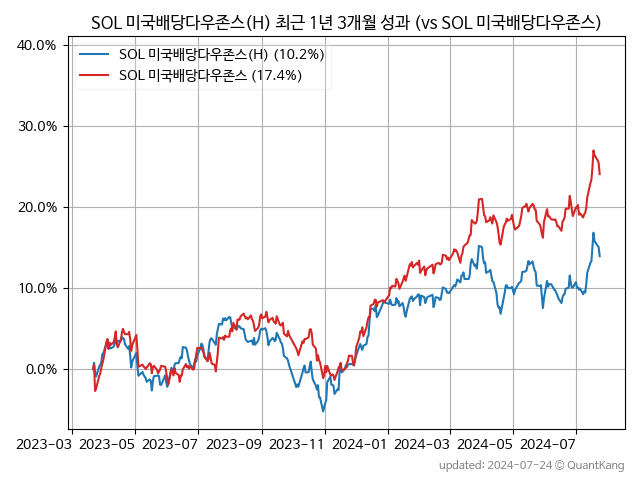 SOL 미국배당다우존스(H) 최근 1년 3개월 성과 (vs SOL 미국배당다우존스)
SOL 미국배당다우존스(H) (10.2%)
SOL 미국배당다우존스 (17.4%)
40.0%
30.0%
20.0%
10.0%
0.0%
2023-03 2023-05 2023-07 2023-09 2023-11 2024-01 2024-03 2024-05 2024-07
updated: 2024-07-24 © QuantKang